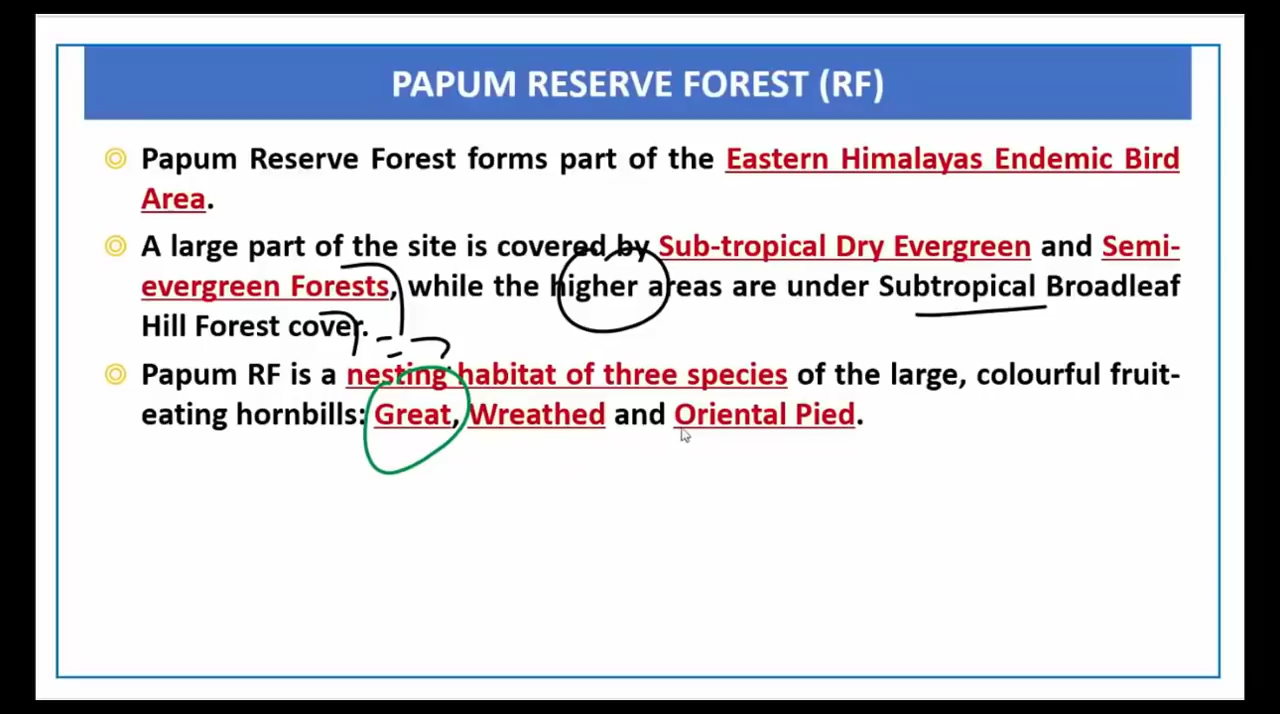 PAPUM RESERVE FOREST (RF)
Papum Reserve Forest forms part of the Eastern Himalayas Endemic Bird
Area.
A large part of the site is covered by Sub-tropical Dry Evergreen and Semi-
evergreen Forests, while the higher areas are under Subtropical Broadleaf
Hill Forest cover.
Papum RF is a nesting habitat of three species of the large, colourful fruit-
eating hornbills: Great, Wreathed and Oriental Pied.